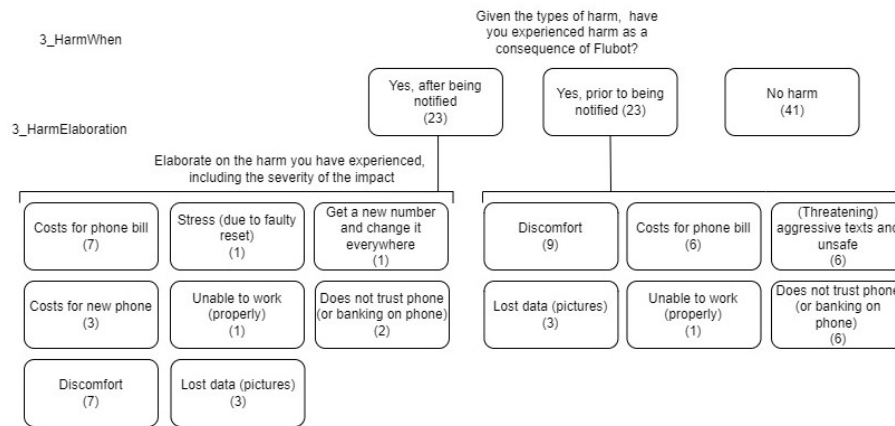 Given the types of harm, have
you experienced harm as a
consequence of Flubot?
3_HarmWhen
Yes, after being
notified
(23)
Yes, prior to being
notified (23)
No harm
(41)
3_HarmElaboration
Elaborate on the harm you have experienced,
including the severity of the impact
Costs for phone bill
(7)
Stress (due to faulty
reset)
(1)
Get a new number
and change it
everywhere
(1)
Discomfort
(9)
Costs for phone bill
(6)
(Threatening)
aggressive texts and
unsafe
(6)
Costs for new phone
(3)
Unable to work
(properly)
(1)
Does not trust phone
(or banking on phone)
(2)
Lost data (pictures)
(3)
Unable to work
(properly)
(1)
Does not trust phone
(or banking on
phone)
(6)
Discomfort
(7)
Lost data (pictures)
(3)